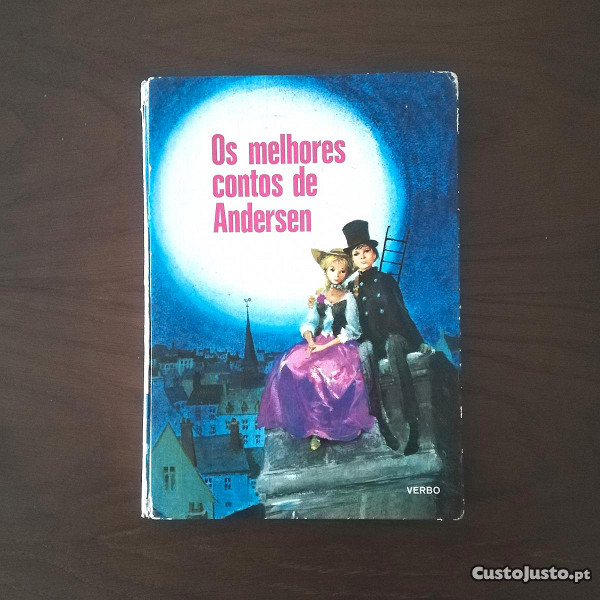 Os melhores
contos de
Andersen
VERBO
CustoJusto.pt